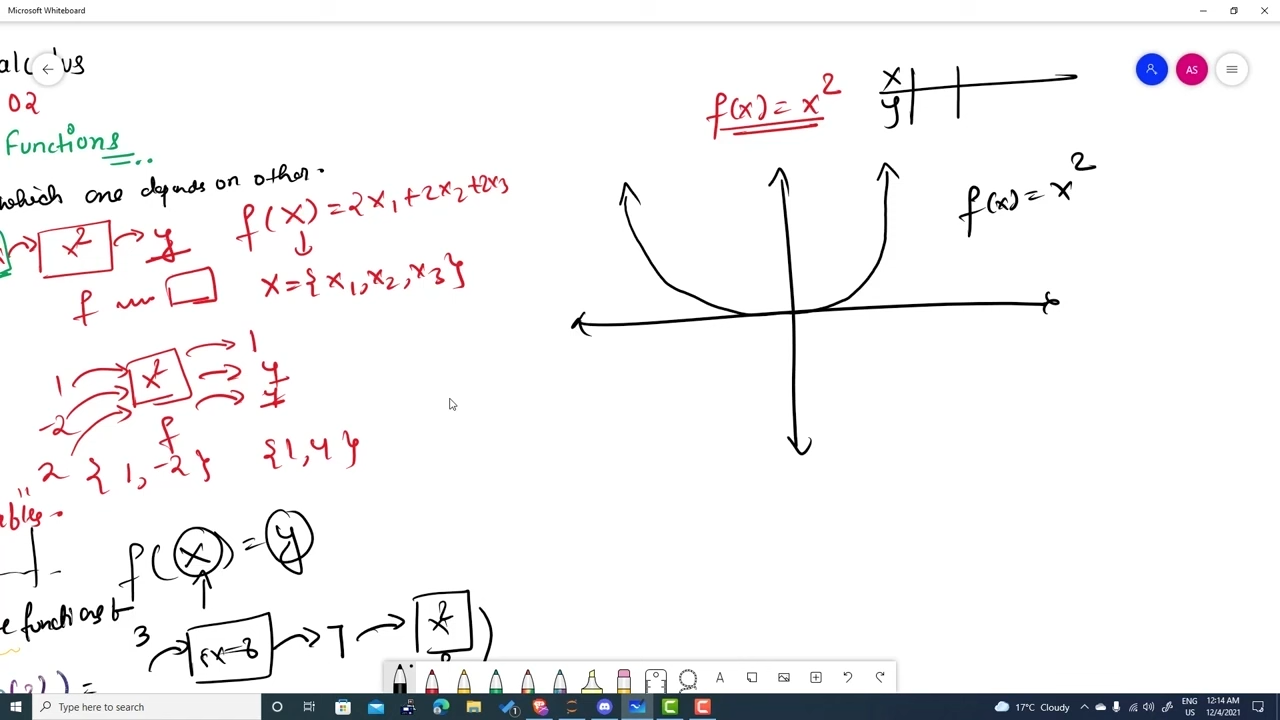 Microsoft Whiteboard
alculus
02
Functions
which one depends on other.
x² y
f
f(x) = 2x₁+2x₂+2x₃
x = {x₁, x₂, x₃}
1 x² 1
-2 y
2 y
f
{1, -2} {1, 4}
f(x) = y
e functions
3 7 x²
f(x) = x²
x
y
f(x) = x²
AS
A
Type here to search
17°C Cloudy
ENG
US
12:14 AM
12/4/2021